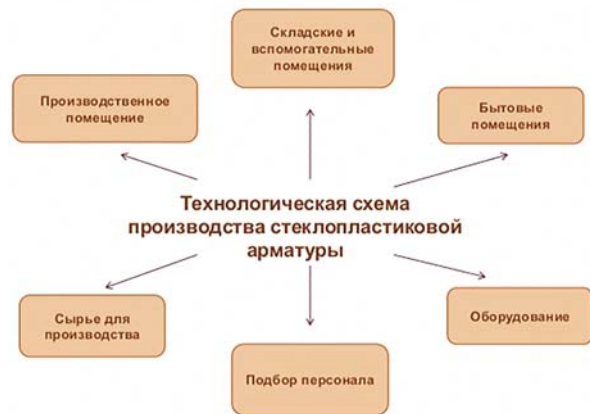 Складские и
вспомогательные
помещения
Производственное
помещение
Бытовые
помещения
Технологическая схема
производства стеклопластиковой
арматуры
Сырье для
производства
Оборудование
Подбор персонала